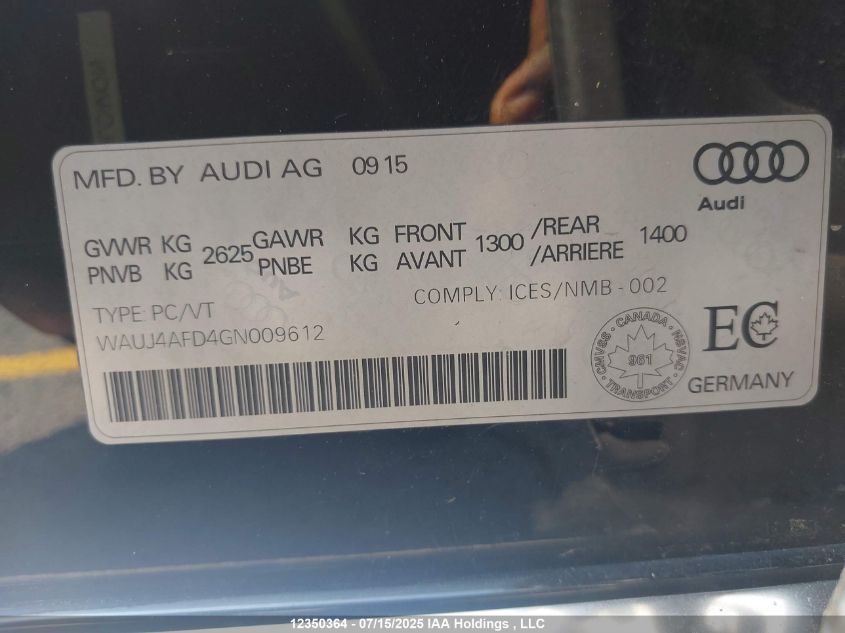 MFD. BY AUDI AG 09 15
Audi
GVWR KG 2625 GAWR KG FRONT 1300 /REAR 1400
PNVB KG PNBE KG AVANT /ARRIERE
COMPLY: ICES/NMB - 002
TYPE: PC/VT
WAUJ4AFD4GN009612
CANADA
CMVSS NSVAC
961
TRANSPORT
EC
GERMANY
12350364 - 07/15/2025 IAA Holdings , LLC